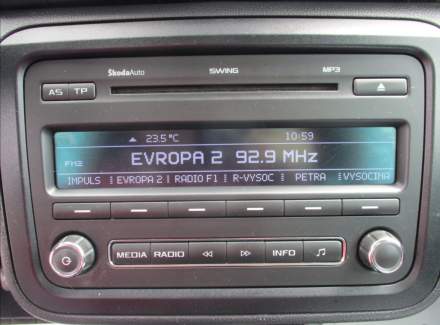 ŠkodaAuto SWING MP3
AS TP
23.5°C 10:59
EVROPA 2 92.9 MHz
FM2
IMPULS EVROPA 2 RADIO F1 R-VYSOC PETRA VYSOCINA
MEDIA RADIO INFO